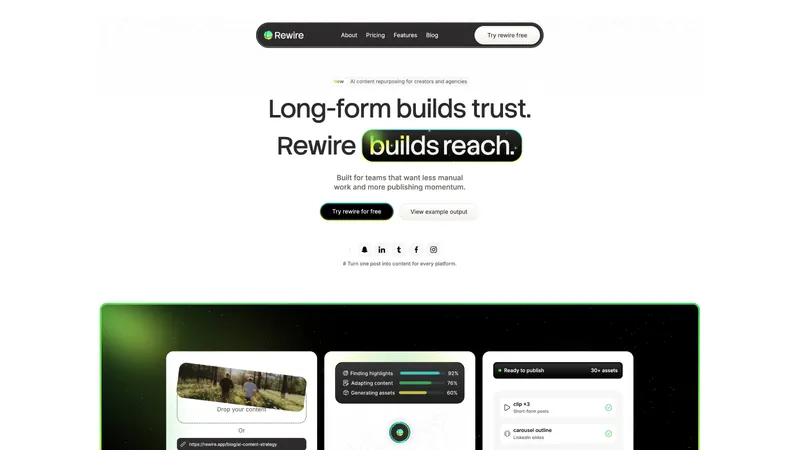 Rewire
About Pricing Features Blog
Try rewire free
new AI content repurposing for creators and agencies
Long-form builds trust.
Rewire builds reach.
Built for teams that want less manual
work and more publishing momentum.
Try rewire for free
View example output
# Turn one post into content for every platform.
Drop your content
Or
https://rewire.app/blog/ai-content-strategy
Finding highlights 92%
Adapting content 76%
Generating assets 60%
Ready to publish 30+ assets
clip ×3
Short-form posts
carousel outline
LinkedIn slides